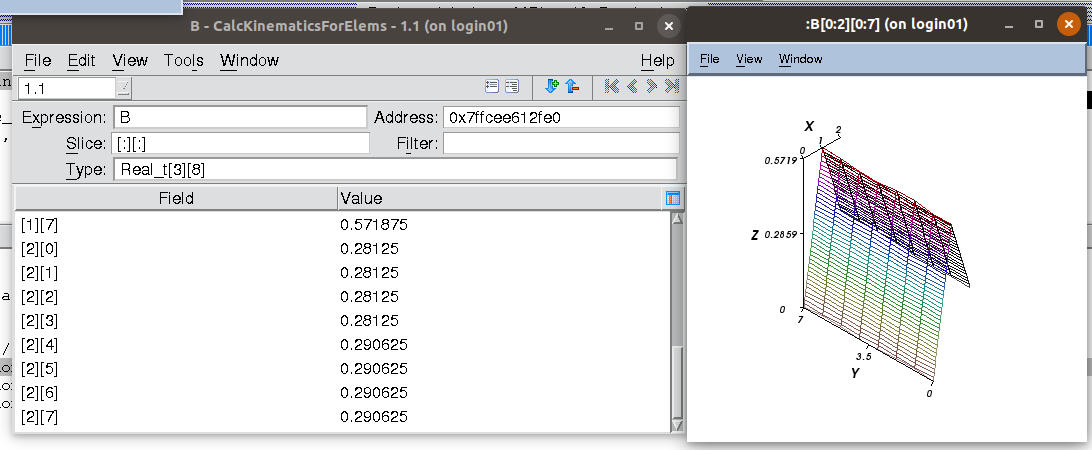 B - CalcKinematicsForElems - 1.1 (on login01)
File Edit View Tools Window Help
1.1
Expression: B Address: 0x7ffcee612fe0
Slice: [:][:] Filter:
Type: Real_t[3][8]
Field Value
[1][7] 0.571875
[2][0] 0.28125
[2][1] 0.28125
[2][2] 0.28125
[2][3] 0.28125
[2][4] 0.290625
[2][5] 0.290625
[2][6] 0.290625
[2][7] 0.290625
:B[0:2][0:7] (on login01)
File View Window
X
2
1
0
0.5719
Z 0.2859
0
7
3.5
Y
0